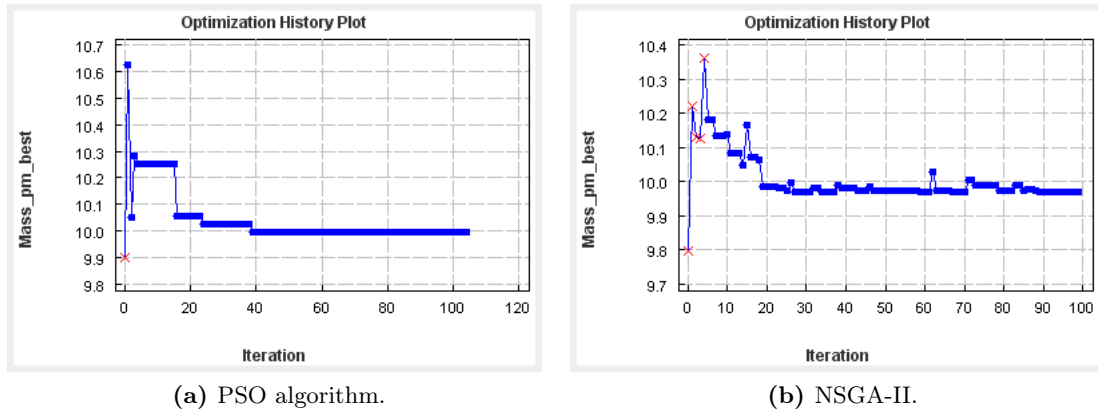 Optimization History Plot
10.7
10.6
10.5
10.4
10.3
10.2
10.1
10.0
9.9
9.8
Mass_pm_best
0 20 40 60 80 100 120
Iteration
(a) PSO algorithm.
Optimization History Plot
10.4
10.3
10.2
10.1
10.0
9.9
9.8
9.7
Mass_pm_best
0 10 20 30 40 50 60 70 80 90 100
Iteration
(b) NSGA-II.